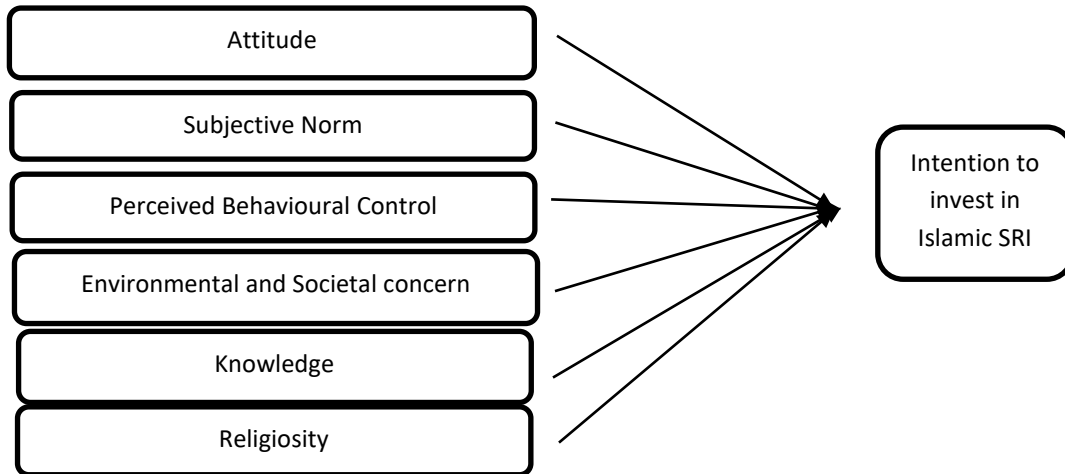 Attitude
Subjective Norm
Perceived Behavioural Control
Environmental and Societal concern
Knowledge
Religiosity
Intention to
invest in
Islamic SRI